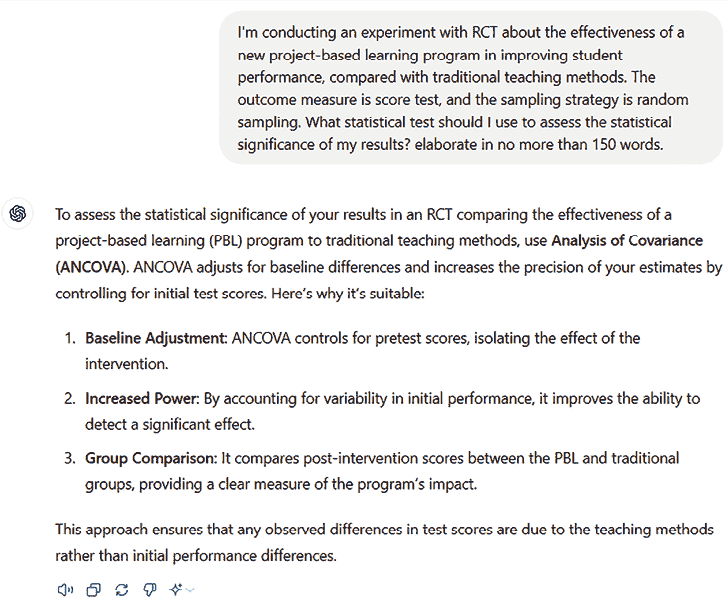 I'm conducting an experiment with RCT about the effectiveness of a
new project-based learning program in improving student
performance, compared with traditional teaching methods. The
outcome measure is score test, and the sampling strategy is random
sampling. What statistical test should I use to assess the statistical
significance of my results? elaborate in no more than 150 words.
To assess the statistical significance of your results in an RCT comparing the effectiveness of a
project-based learning (PBL) program to traditional teaching methods, use Analysis of Covariance
(ANCOVA). ANCOVA adjusts for baseline differences and increases the precision of your estimates by
controlling for initial test scores. Here's why it's suitable:
1. Baseline Adjustment: ANCOVA controls for pretest scores, isolating the effect of the
intervention.
2. Increased Power: By accounting for variability in initial performance, it improves the ability to
detect a significant effect.
3. Group Comparison: It compares post-intervention scores between the PBL and traditional
groups, providing a clear measure of the program's impact.
This approach ensures that any observed differences in test scores are due to the teaching methods
rather than initial performance differences.